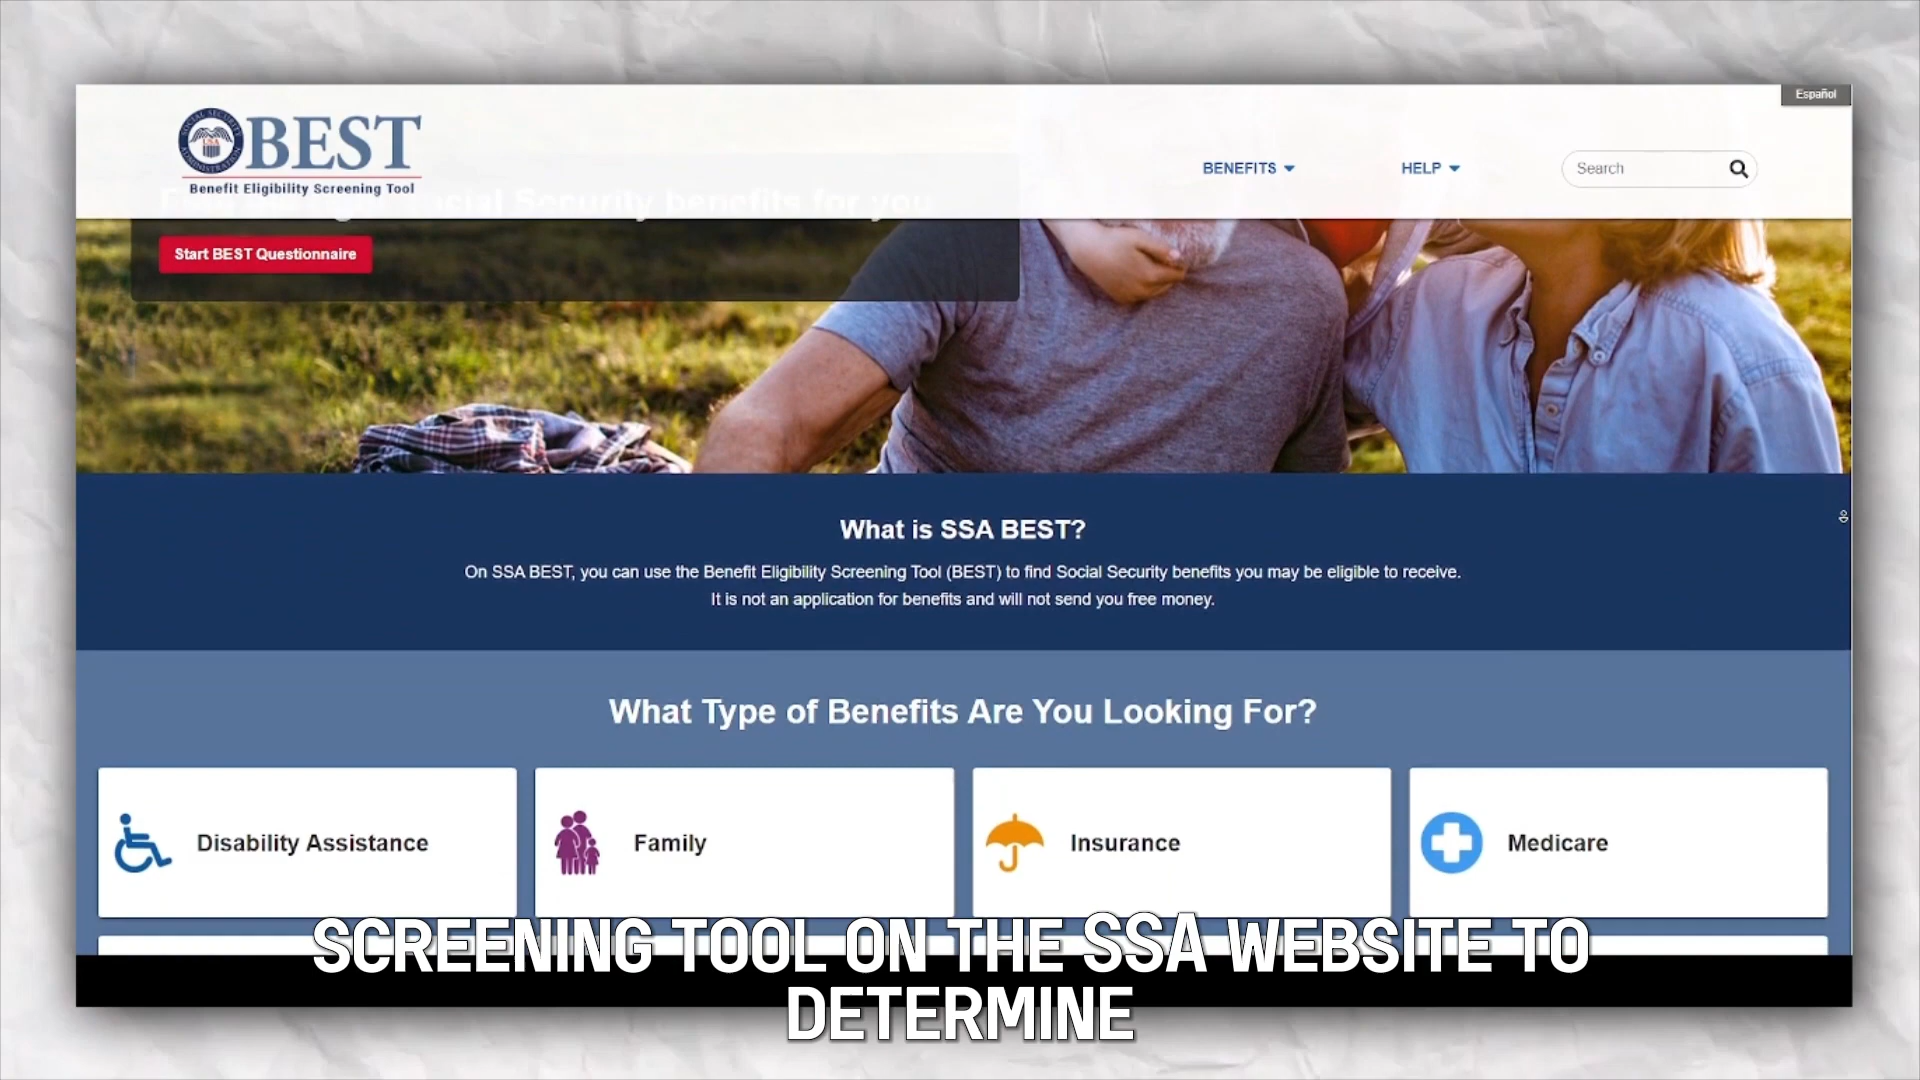 Español
BEST
Benefit Eligibility Screening Tool
BENEFITS
HELP
Search
Social Security benefits for you
Start BEST Questionnaire
What is SSA BEST?
On SSA BEST, you can use the Benefit Eligibility Screening Tool (BEST) to find Social Security benefits you may be eligible to receive.
It is not an application for benefits and will not send you free money.
What Type of Benefits Are You Looking For?
Disability Assistance
Family
Insurance
Medicare
SCREENING TOOL ON THE SSA WEBSITE TO
DETERMINE